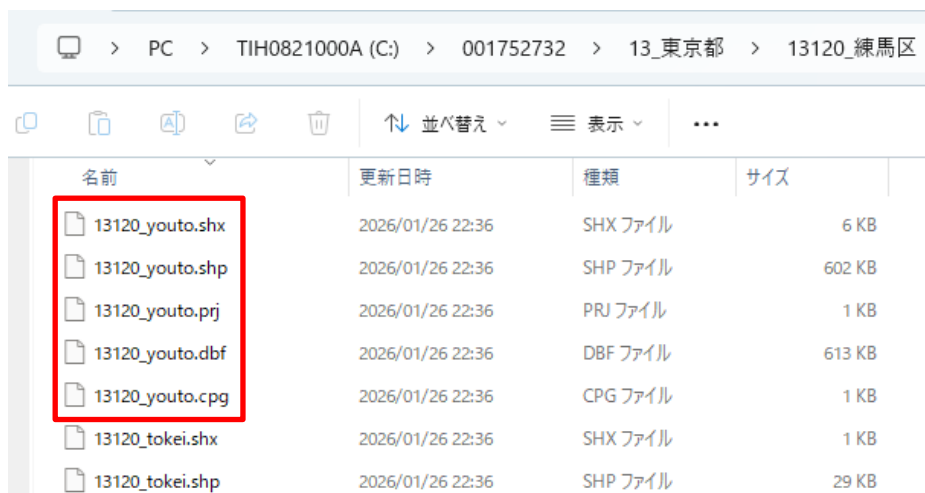 PC > TIH0821000A (C:) > 001752732 > 13_東京都 > 13120_練馬区
並べ替え 表示 ...
名前 更新日時 種類 サイズ
13120_youto.shx 2026/01/26 22:36 SHX ファイル 6 KB
13120_youto.shp 2026/01/26 22:36 SHP ファイル 602 KB
13120_youto.prj 2026/01/26 22:36 PRJ ファイル 1 KB
13120_youto.dbf 2026/01/26 22:36 DBF ファイル 613 KB
13120_youto.cpg 2026/01/26 22:36 CPG ファイル 1 KB
13120_tokei.shx 2026/01/26 22:36 SHX ファイル 1 KB
13120_tokei.shp 2026/01/26 22:36 SHP ファイル 29 KB